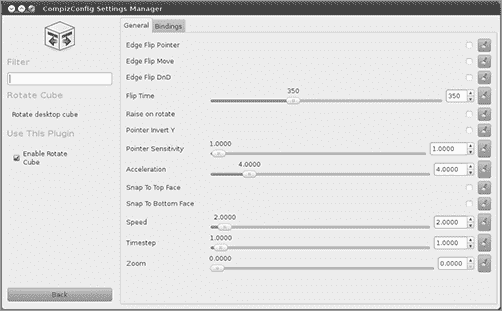 CompizConfig Settings Manager
Filter
Rotate Cube
Rotate desktop cube
Use This Plugin
Enable Rotate
Cube
Back
General Bindings
Edge Flip Pointer
Edge Flip Move
Edge Flip DnD
350
Flip Time 350
Raise on rotate
Pointer Invert Y
1.0000
Pointer Sensitivity 1.0000
4.0000
Acceleration 4.0000
Snap To Top Face
Snap To Bottom Face
2.0000
Speed 2.0000
1.0000
Timestep 1.0000
0.0000
Zoom 0.0000